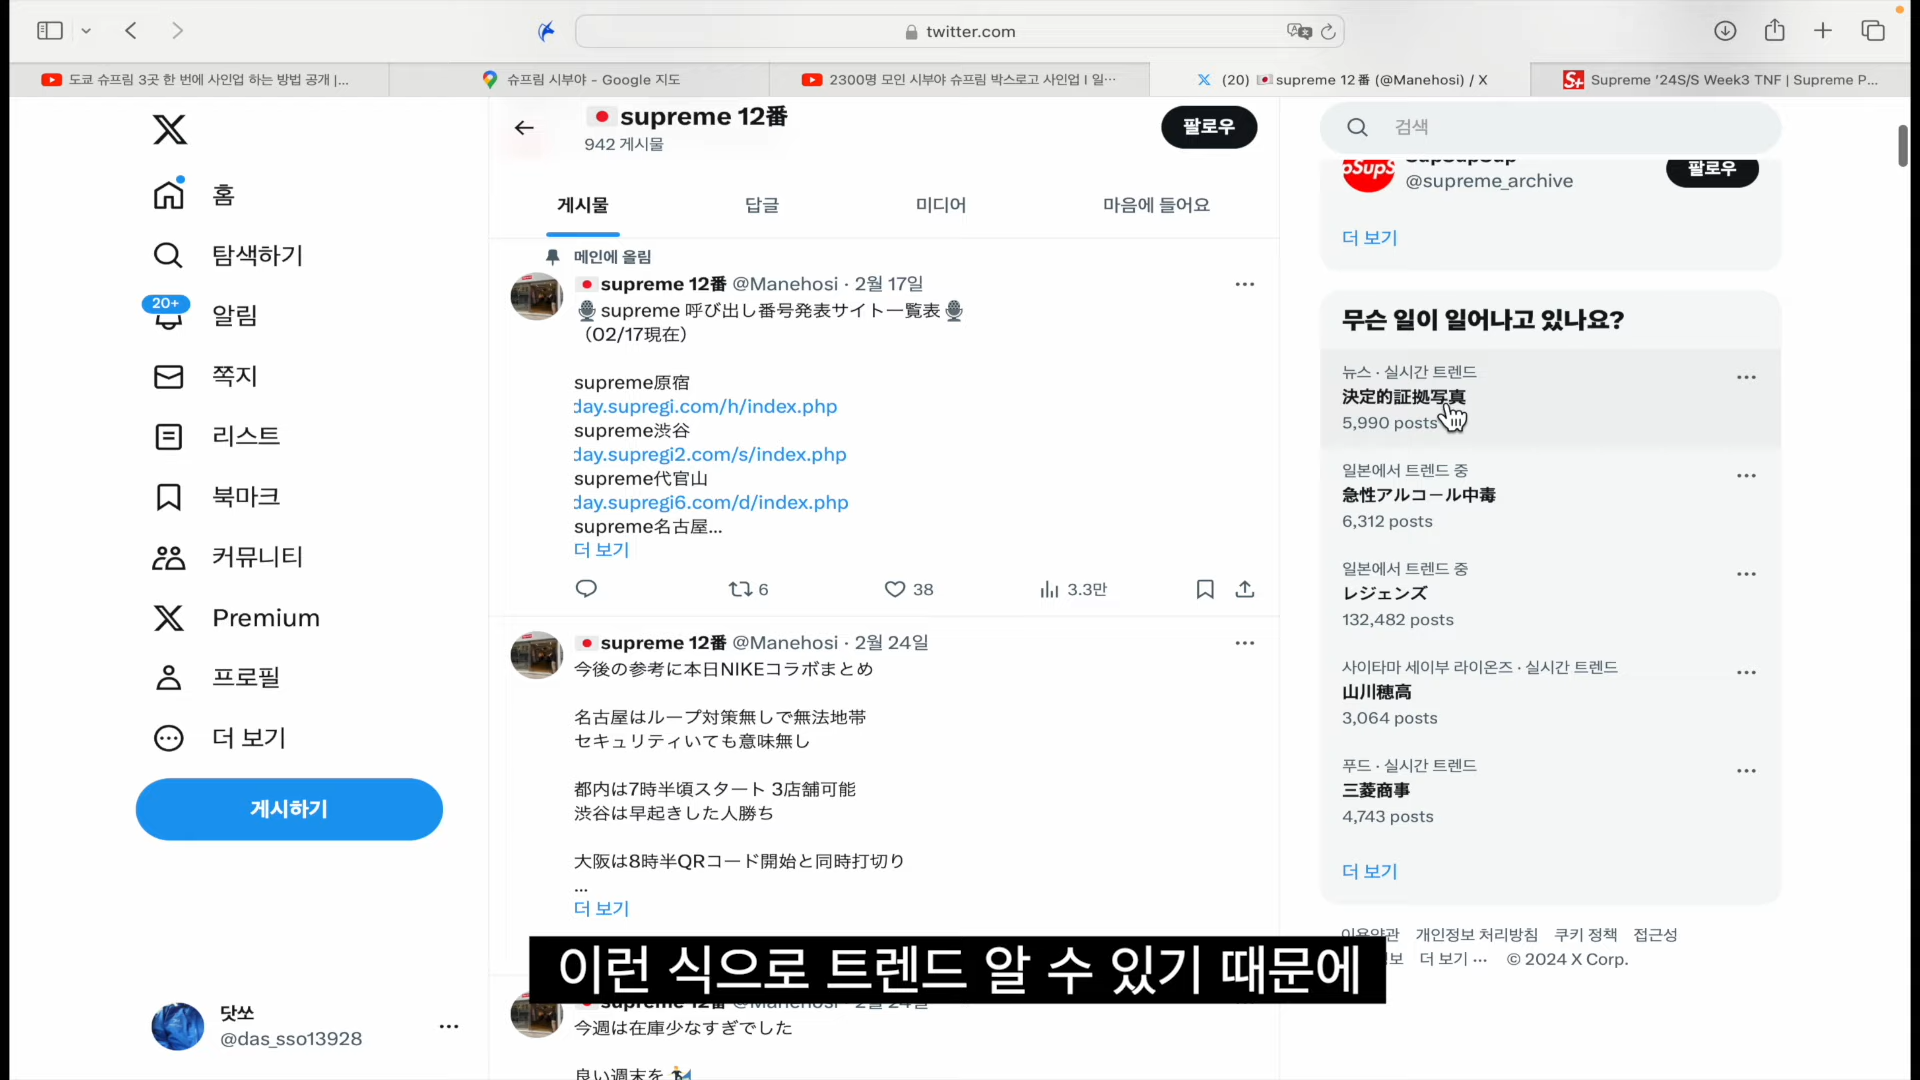 twitter.com
도쿄 슈프림 3곳 한 번에 사인업 하는 방법 공개 |...
슈프림 시부야 - Google 지도
2300명 모인 시부야 슈프림 박스로고 사인업 I 일...
(20) 🇯🇵supreme 12番 (@Manehosi) / X
Supreme '24S/S Week3 TNF | Supreme P...
홈
탐색하기
20+
알림
쪽지
리스트
북마크
커뮤니티
Premium
프로필
더 보기
게시하기
닷쏘
@das_sso13928
🇯🇵supreme 12番
942 게시물
팔로우
게시물
답글
미디어
마음에 들어요
메인에 올림
🇯🇵supreme 12番 @Manehosi · 2월 17일
🎙supreme 呼び出し番号発表サイト一覧表🎙
（02/17現在）
supreme原宿
day.supregi.com/h/index.php
supreme渋谷
day.supregi2.com/s/index.php
supreme代官山
day.supregi6.com/d/index.php
supreme名古屋...
더 보기
6
38
3.3만
🇯🇵supreme 12番 @Manehosi · 2월 24일
今後の参考に本日NIKEコラボまとめ
名古屋はループ対策無しで無法地帯
セキュリティいても意味無し
都内は7時半頃スタート 3店舗可能
渋谷は早起きした人勝ち
大阪は8時半QRコード開始と同時打切り
...
더 보기
이런 식으로 트렌드 알 수 있기 때문에
supreme 12番 @Manehosi · 2월 24일
今週は在庫少なすぎでした
良い週末を
검색
@supreme_archive
팔로우
더 보기
무슨 일이 일어나고 있나요?
뉴스 · 실시간 트렌드
決定的証拠写真
5,990 posts
일본에서 트렌드 중
急性アルコール中毒
6,312 posts
일본에서 트렌드 중
レジェンズ
132,482 posts
사이타마 세이부 라이온즈 · 실시간 트렌드
山川穂高
3,064 posts
푸드 · 실시간 트렌드
三菱商事
4,743 posts
더 보기
이용약관 개인정보 처리방침 쿠키 정책 접근성
더 보기 ··· © 2024 X Corp.